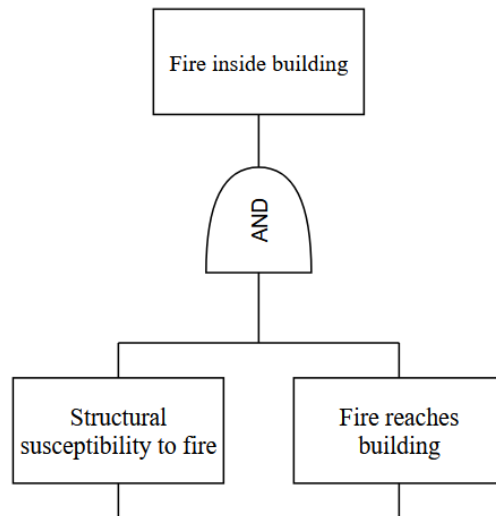 Fire inside building
AND
Structural
susceptibility to fire
Fire reaches
building